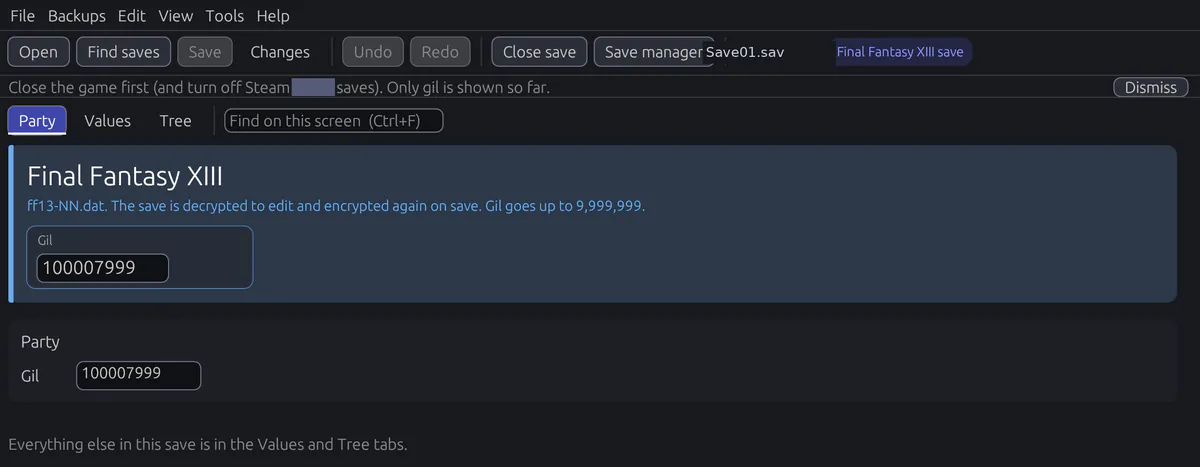 File Backups Edit View Tools Help
Open Find saves Save Changes Undo Redo Close save Save manager Save01.sav Final Fantasy XIII save
Close the game first (and turn off Steam saves). Only gil is shown so far. Dismiss
Party Values Tree Find on this screen (Ctrl+F)
Final Fantasy XIII
ff13-NN.dat. The save is decrypted to edit and encrypted again on save. Gil goes up to 9,999,999.
Gil
100007999
Party
Gil 100007999
Everything else in this save is in the Values and Tree tabs.